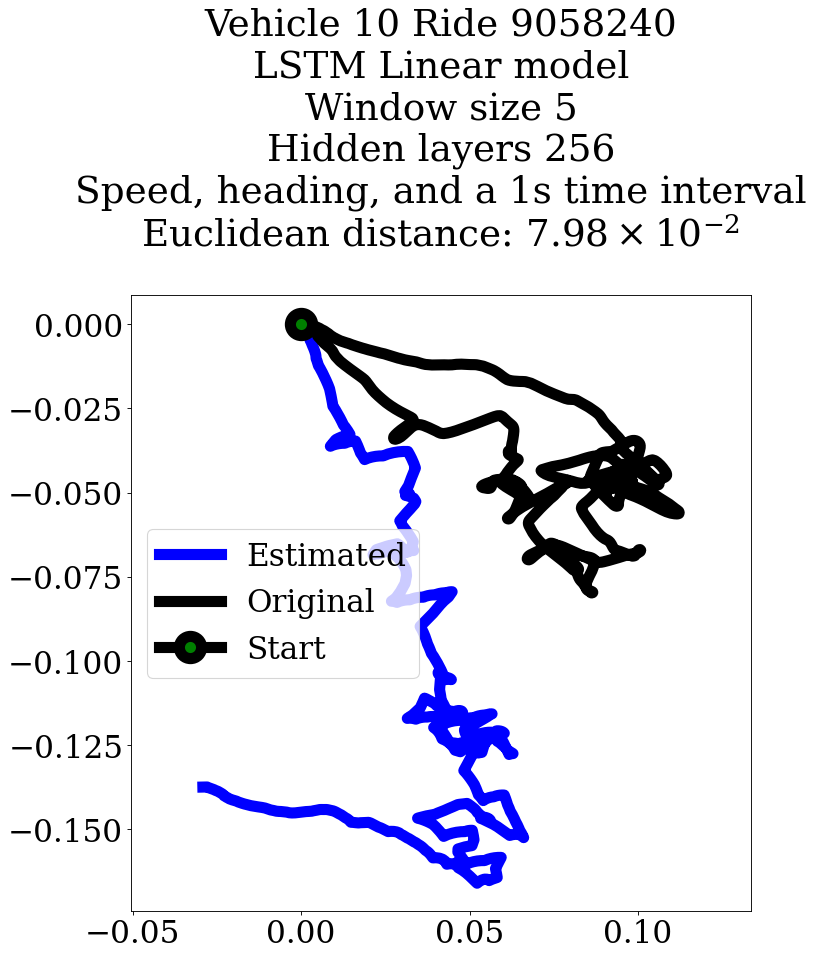 Vehicle 10 Ride 9058240
LSTM Linear model
Window size 5
Hidden layers 256
Speed, heading, and a 1s time interval
Euclidean distance: 7.98 × 10⁻²
0.000
−0.025
−0.050
−0.075
−0.100
−0.125
−0.150
Estimated
Original
Start
−0.05 0.00 0.05 0.10